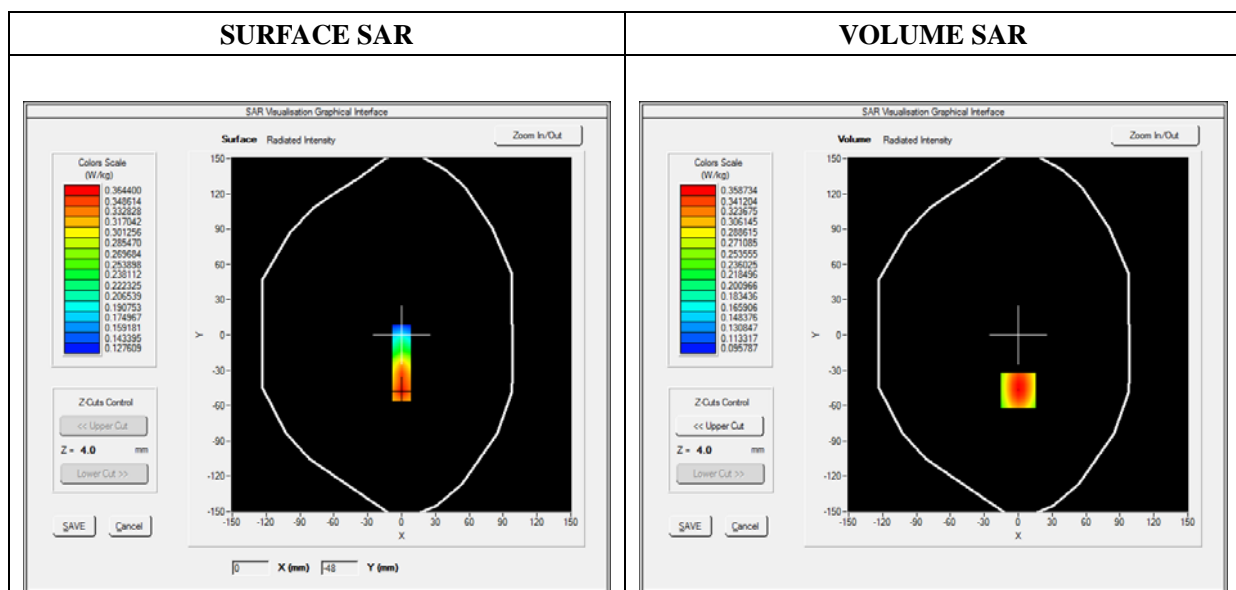 SURFACE SAR
VOLUME SAR
SAR Visualisation Graphical Interface
Surface Radiated Intensity
Zoom In/Out
Colors Scale
(W/kg)
0.364400
0.348614
0.332828
0.317042
0.301256
0.285470
0.269684
0.253898
0.238112
0.222325
0.206539
0.190753
0.174967
0.159181
0.143395
0.127609
Z-Cuts Control
<< Upper Cut
Z = 4.0 mm
Lower Cut >>
SAVE Cancel
150
120
90
60
30
0
-30
-60
-90
-120
-150
Y
-150 -120 -90 -60 -30 0 30 60 90 120 150
X
0 X (mm) -48 Y (mm)
SAR Visualisation Graphical Interface
Volume Radiated Intensity
Zoom In/Out
Colors Scale
(W/kg)
0.358734
0.341204
0.323675
0.306145
0.288615
0.271085
0.253555
0.236025
0.218496
0.200966
0.183436
0.165906
0.148376
0.130847
0.113317
0.095787
Z-Cuts Control
<< Upper Cut
Z = 4.0 mm
Lower Cut >>
SAVE Cancel
150
120
90
60
30
0
-30
-60
-90
-120
-150
Y
-150 -120 -90 -60 -30 0 30 60 90 120 150
X